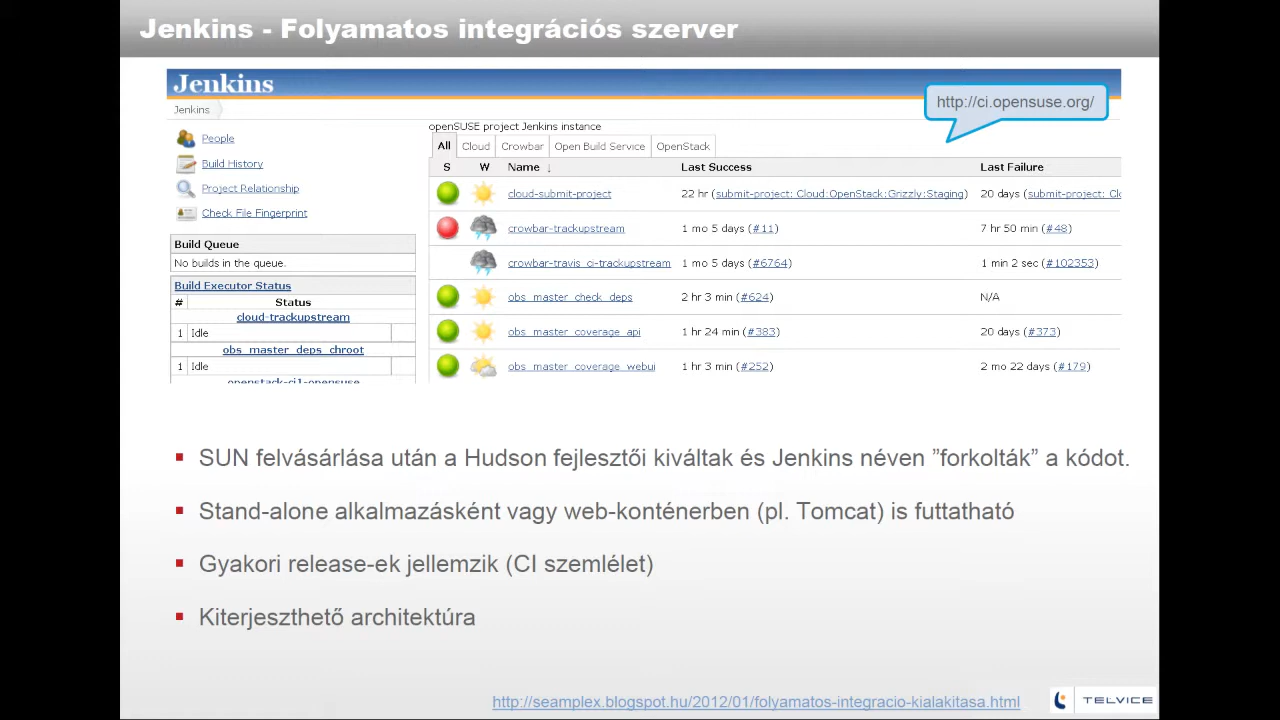 Jenkins - Folyamatos integrációs szerver
Jenkins
http://ci.opensuse.org/
Jenkins
People
Build History
Project Relationship
Check File Fingerprint
Build Queue
No builds in the queue.
Build Executor Status
# Status
cloud-trackupstream
1 Idle
obs_master_deps_chroot
1 Idle
openstack-ci1-opensuse
openSUSE project Jenkins instance
All Cloud Crowbar Open Build Service OpenStack
S W Name ↓ Last Success Last Failure
cloud-submit-project 22 hr (submit-project: Cloud:OpenStack:Grizzly:Staging) 20 days (submit-project: Cl
crowbar-trackupstream 1 mo 5 days (#11) 7 hr 50 min (#48)
crowbar-travis_ci-trackupstream 1 mo 5 days (#6764) 1 min 2 sec (#102353)
obs_master_check_deps 2 hr 3 min (#624) N/A
obs_master_coverage_api 1 hr 24 min (#383) 20 days (#373)
obs_master_coverage_webui 1 hr 3 min (#252) 2 mo 22 days (#179)
SUN felvásárlása után a Hudson fejlesztői kiváltak és Jenkins néven ”forkolták” a kódot.
Stand-alone alkalmazásként vagy web-konténerben (pl. Tomcat) is futtatható
Gyakori release-ek jellemzik (CI szemlélet)
Kiterjeszthető architektúra
http://seamplex.blogspot.hu/2012/01/folyamatos-integracio-kialakitasa.html
TELVICE